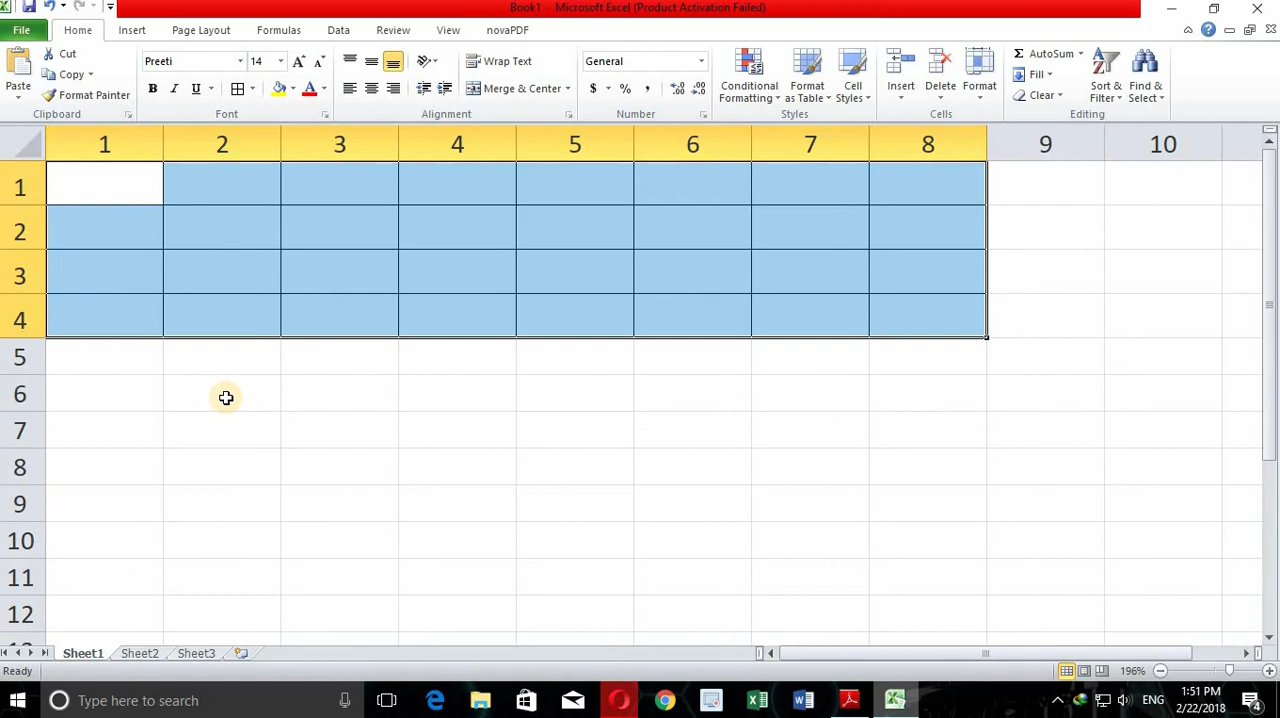 Book1 - Microsoft Excel (Product Activation Failed)
File Home Insert Page Layout Formulas Data Review View novaPDF
Paste
Cut
Copy
Format Painter
Clipboard
Preeti 14
A A
B I U A
Font
Wrap Text
Merge & Center
Alignment
General
$ % ,
Number
Conditional Formatting
Format as Table
Cell Styles
Styles
Insert Delete Format
Cells
AutoSum
Fill
Clear
Sort & Filter
Find & Select
Editing
1 2 3 4 5 6 7 8 9 10
1
2
3
4
5
6
7
8
9
10
11
12
Sheet1 Sheet2 Sheet3
Ready 196%
Type here to search
ENG
1:51 PM
2/22/2018
4